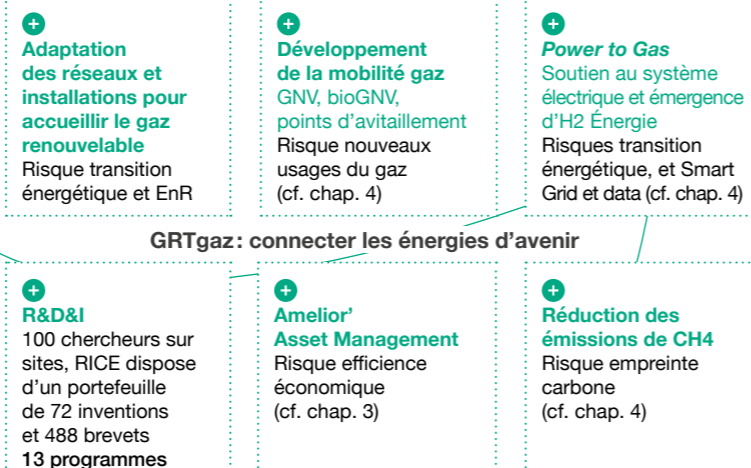 Adaptation
des réseaux et
installations pour
accueillir le gaz
renouvelable
Risque transition
énergétique et EnR
Développement
de la mobilité gaz
GNV, bioGNV,
points d’avitaillement
Risque nouveaux
usages du gaz
(cf. chap. 4)
Power to Gas
Soutien au système
électrique et émergence
d’H2 Énergie
Risques transition
énergétique, et Smart
Grid et data (cf. chap. 4)
GRTgaz : connecter les énergies d’avenir
R&D&I
100 chercheurs sur
sites, RICE dispose
d’un portefeuille
de 72 inventions
et 488 brevets
13 programmes
Amelior’
Asset Management
Risque efficience
économique
(cf. chap. 3)
Réduction des
émissions de CH4
Risque empreinte
carbone
(cf. chap. 4)